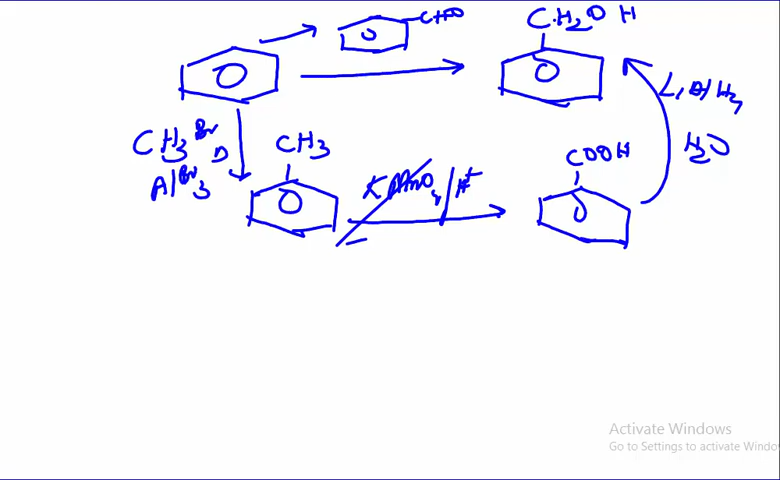 CHO
CH2OH
CH3Br
Δ
AlBr3
CH3
KMnO4/H+
COOH
LiAlH4
H2O
Activate Windows
Go to Settings to activate Windo